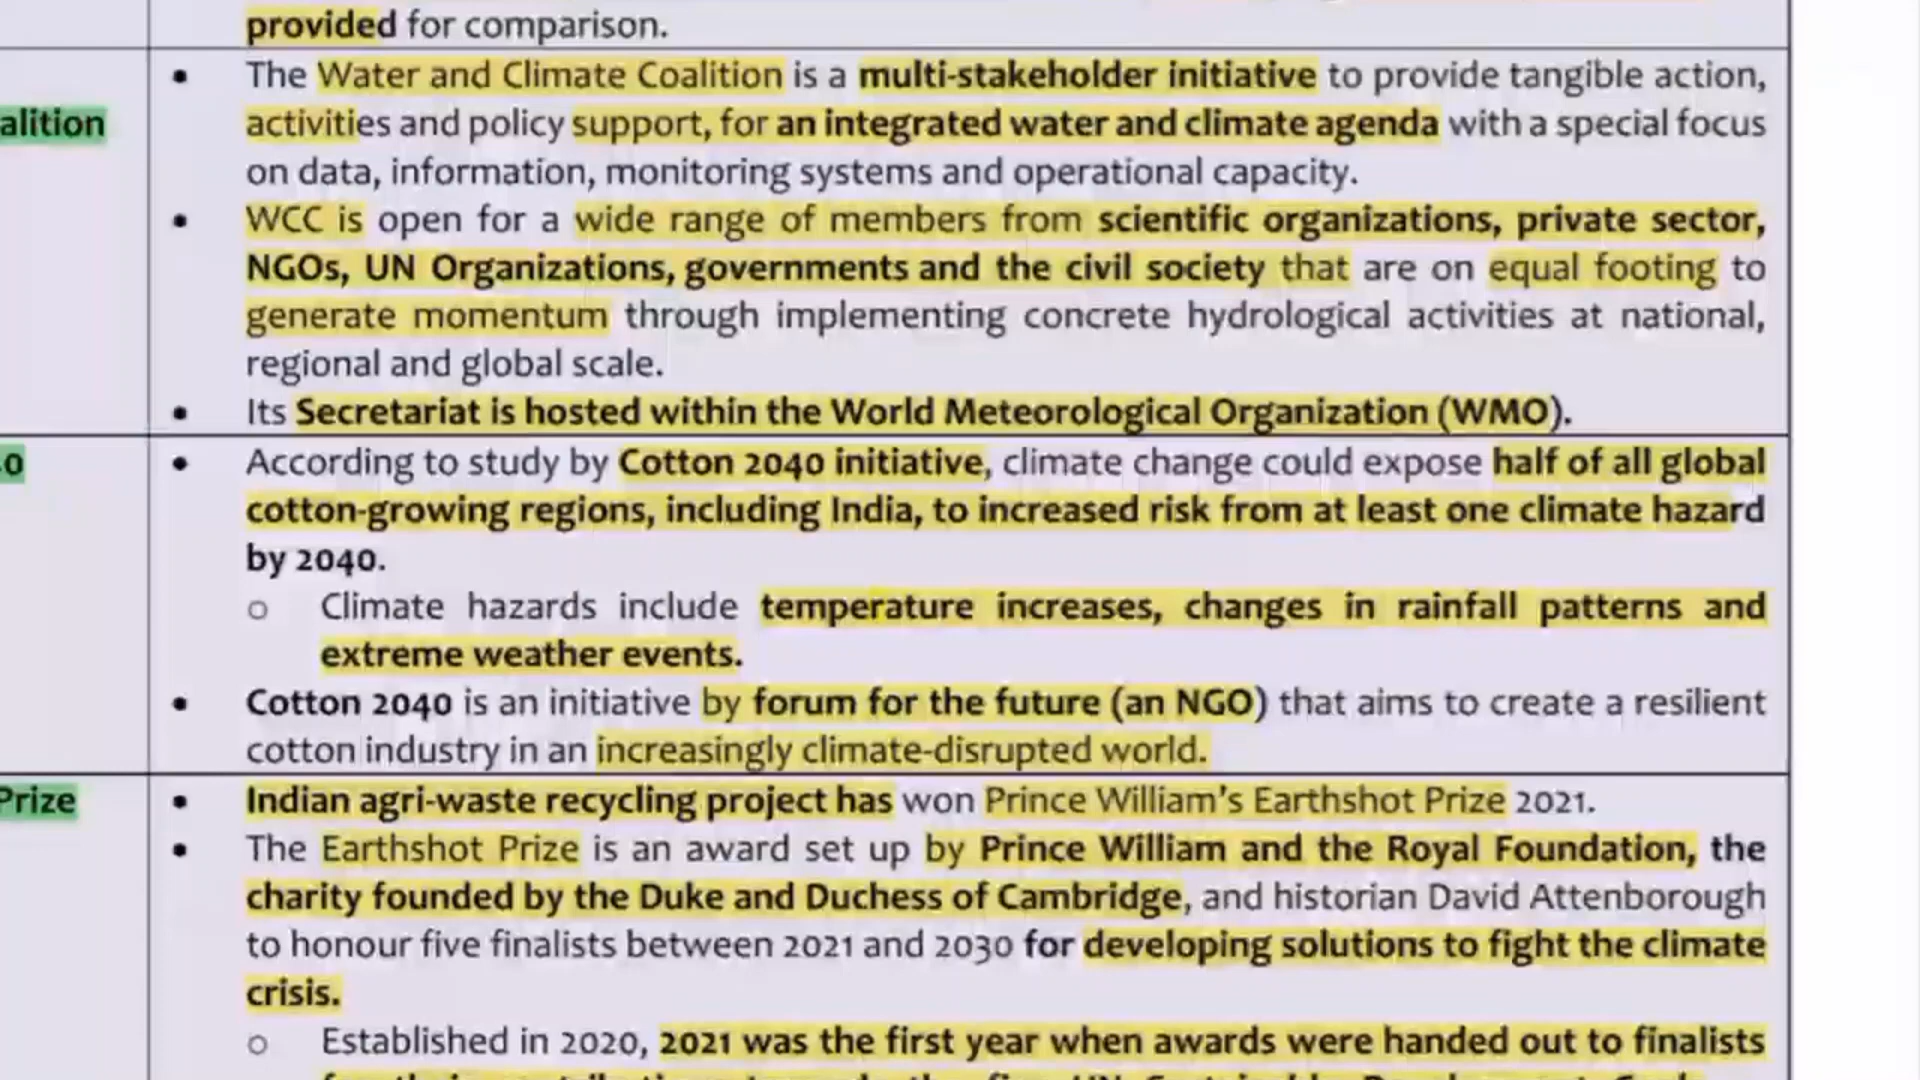 provided for comparison.
alition
• The Water and Climate Coalition is a multi-stakeholder initiative to provide tangible action,
activities and policy support, for an integrated water and climate agenda with a special focus
on data, information, monitoring systems and operational capacity.
• WCC is open for a wide range of members from scientific organizations, private sector,
NGOs, UN Organizations, governments and the civil society that are on equal footing to
generate momentum through implementing concrete hydrological activities at national,
regional and global scale.
• Its Secretariat is hosted within the World Meteorological Organization (WMO).
0
• According to study by Cotton 2040 initiative, climate change could expose half of all global
cotton-growing regions, including India, to increased risk from at least one climate hazard
by 2040.
o Climate hazards include temperature increases, changes in rainfall patterns and
extreme weather events.
• Cotton 2040 is an initiative by forum for the future (an NGO) that aims to create a resilient
cotton industry in an increasingly climate-disrupted world.
Prize
• Indian agri-waste recycling project has won Prince William's Earthshot Prize 2021.
• The Earthshot Prize is an award set up by Prince William and the Royal Foundation, the
charity founded by the Duke and Duchess of Cambridge, and historian David Attenborough
to honour five finalists between 2021 and 2030 for developing solutions to fight the climate
crisis.
o Established in 2020, 2021 was the first year when awards were handed out to finalists